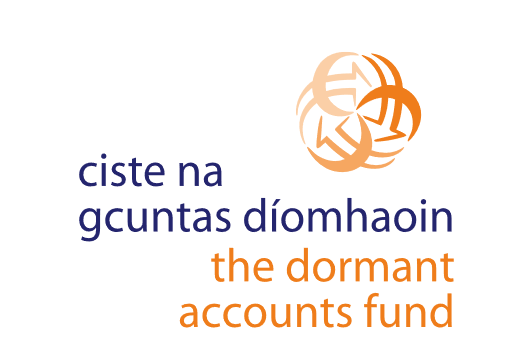 ciste na
gcuntas díomhaoin
the dormant
accounts fund